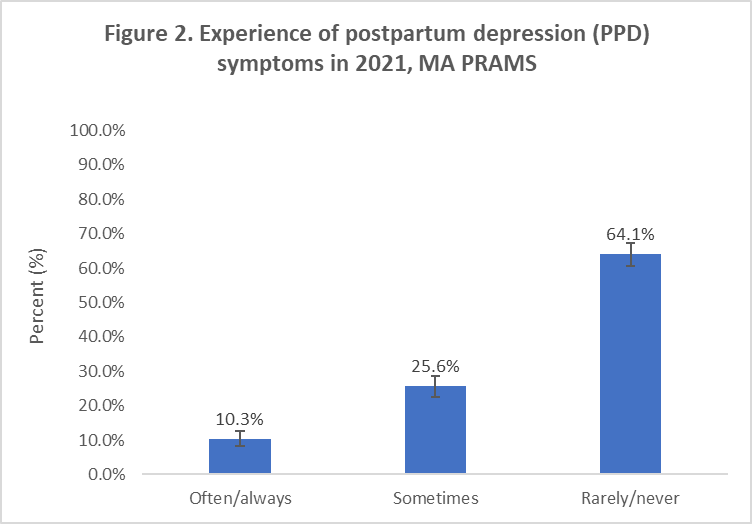 Figure 2. Experience of postpartum depression (PPD)
symptoms in 2021, MA PRAMS
Percent (%)
100.0%
90.0%
80.0%
70.0%
60.0%
50.0%
40.0%
30.0%
20.0%
10.0%
0.0%
10.3%
25.6%
64.1%
Often/always
Sometimes
Rarely/never